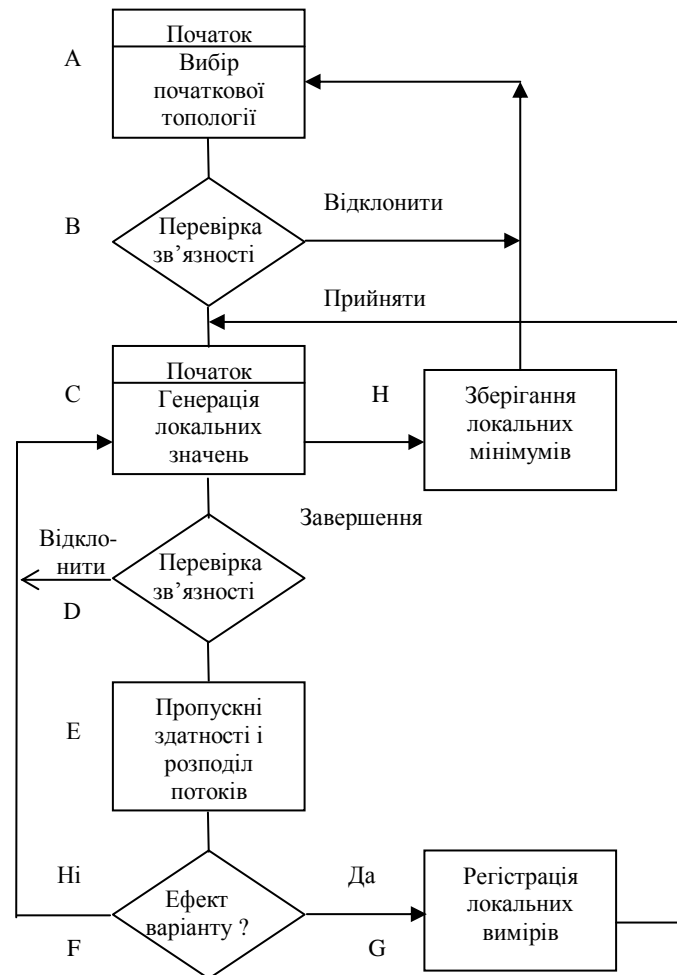 Початок
A
Вибір
початкової
топології
Відклонити
B
Перевірка
зв’язності
Прийняти
Початок
C
Генерація
локальних
значень
H
Зберігання
локальних
мінімумів
Завершення
Відкло-
нити
Перевірка
зв’язності
D
E
Пропускні
здатності і
розподіл
потоків
Ні
Ефект
варіанту ?
Да
Регістрація
локальних
вимірів
F
G